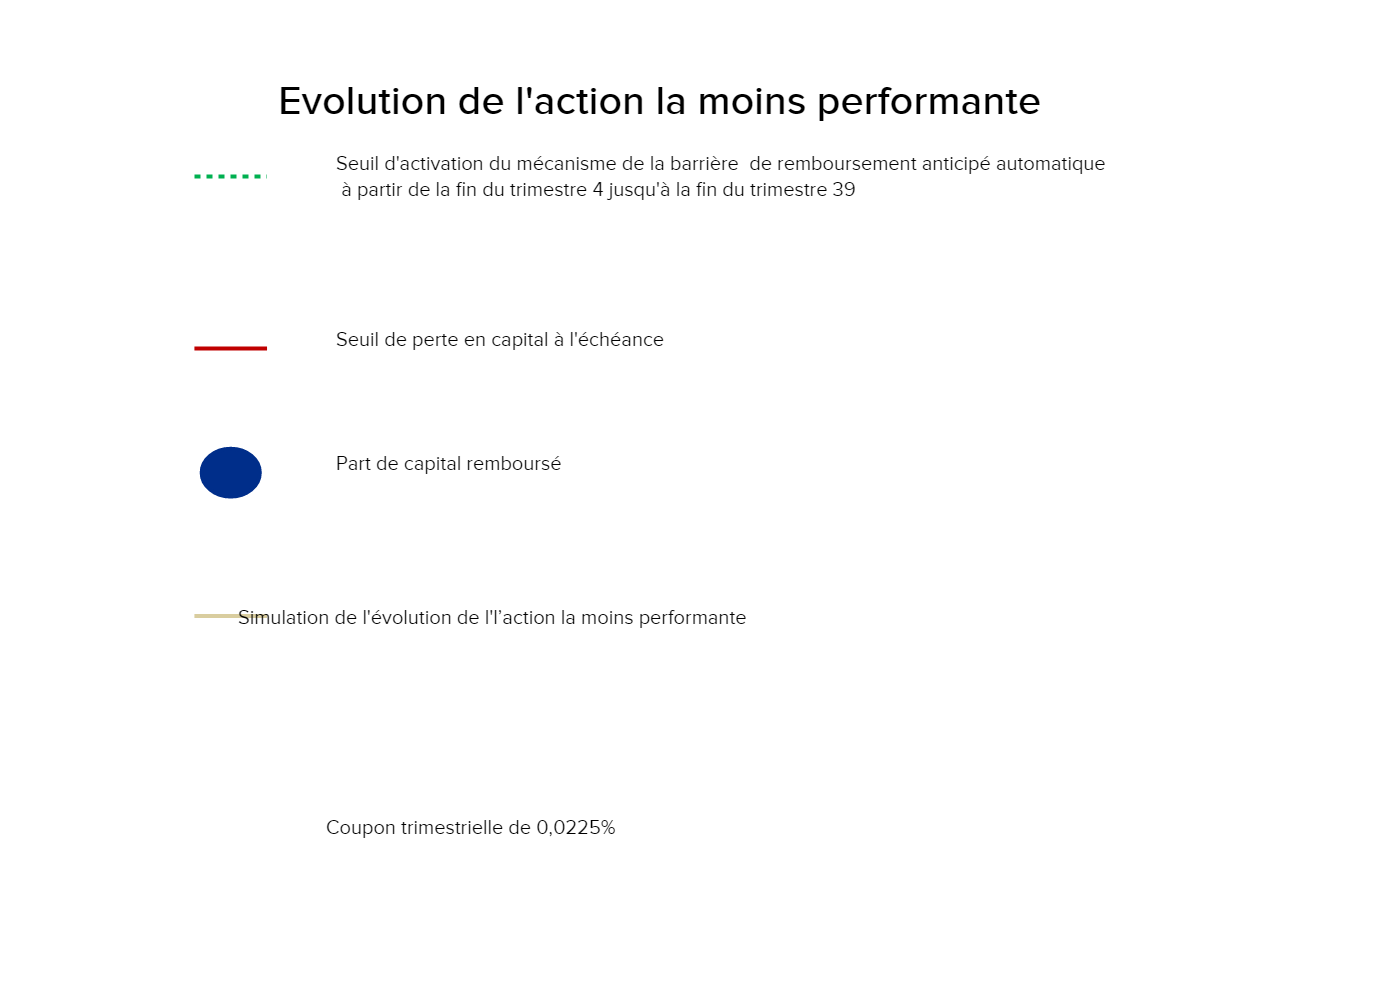 Evolution de l'action la moins performante
Seuil d'activation du mécanisme de la barrière  de remboursement anticipé automatique
à partir de la fin du trimestre 4 jusqu'à la fin du trimestre 39
Seuil de perte en capital à l'échéance
Part de capital remboursé
Simulation de l'évolution de l'l’action la moins performante
Coupon trimestrielle de 0,0225%